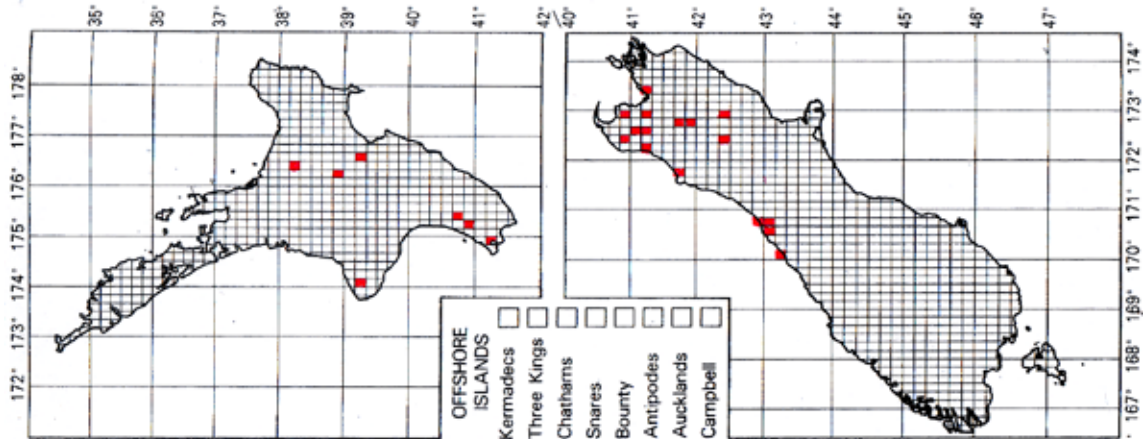 35° 36° 37° 38° 39° 40° 41° 42°
178°
177°
176°
175°
174°
173°
172°
OFFSHORE
ISLANDS
Kermadecs
Three Kings
Chathams
Snares
Bounty
Antipodes
Aucklands
Campbell
40° 41° 42° 43° 44° 45° 46° 47°
174°
173°
172°
171°
170°
169°
168°
167°